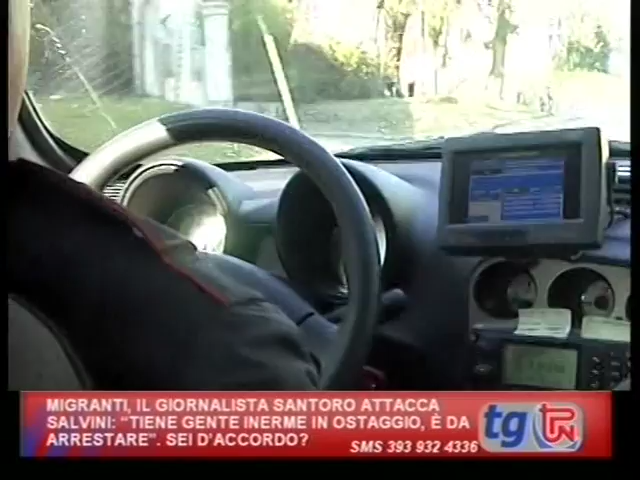 MIGRANTI, IL GIORNALISTA SANTORO ATTACCA
SALVINI: “TIENE GENTE INERME IN OSTAGGIO, È DA
ARRESTARE”. SEI D’ACCORDO?
SMS 393 932 4336
tg TPN